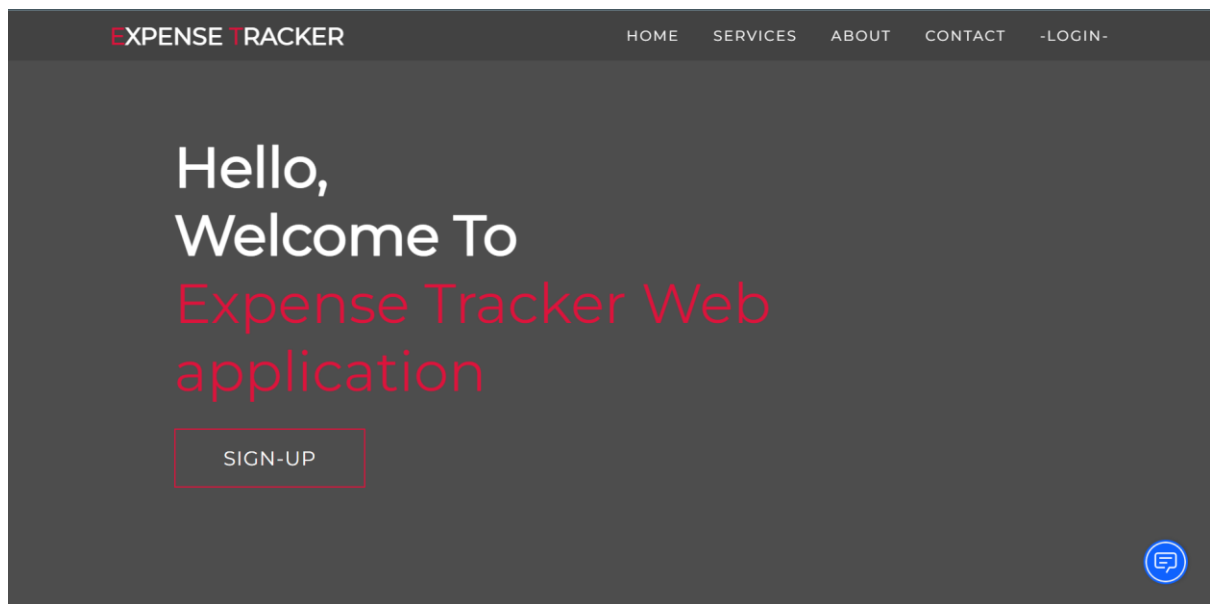 EXPENSE TRACKER
HOME SERVICES ABOUT CONTACT -LOGIN-
Hello,
Welcome To
Expense Tracker Web
application
SIGN-UP